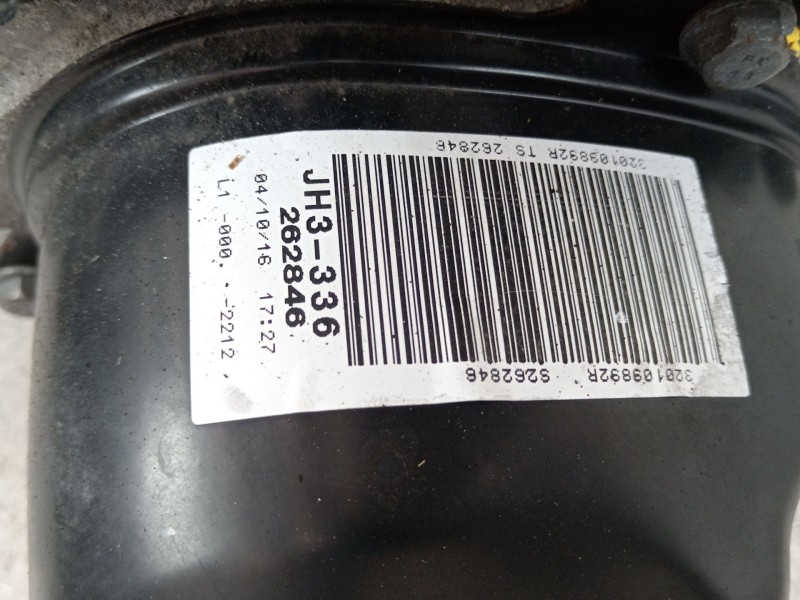 JH3-336
262846
04/10/16 17:27
L1 -000. .-2212.
320109892R TS 262846
320109892R S262846